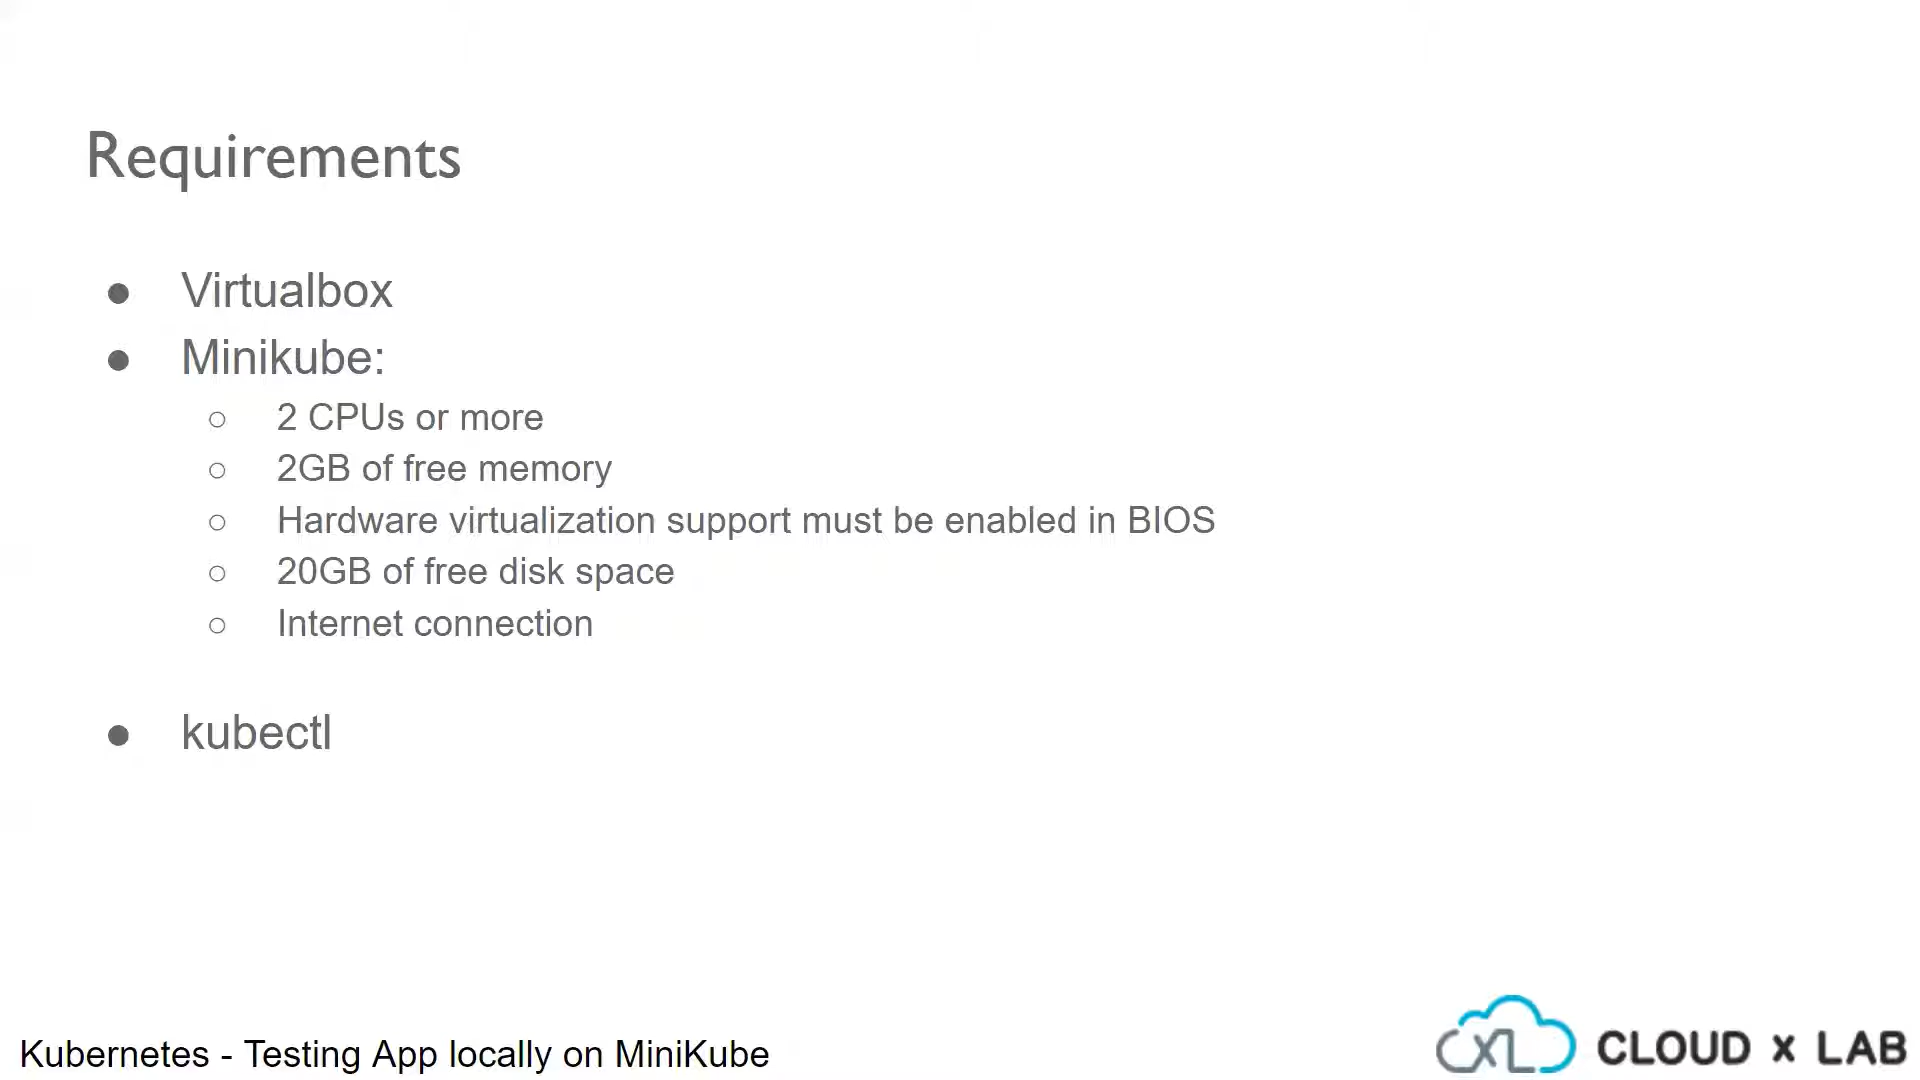 Requirements
● Virtualbox
● Minikube:
○ 2 CPUs or more
○ 2GB of free memory
○ Hardware virtualization support must be enabled in BIOS
○ 20GB of free disk space
○ Internet connection
● kubectl
Kubernetes - Testing App locally on MiniKube
CXL CLOUD x LAB